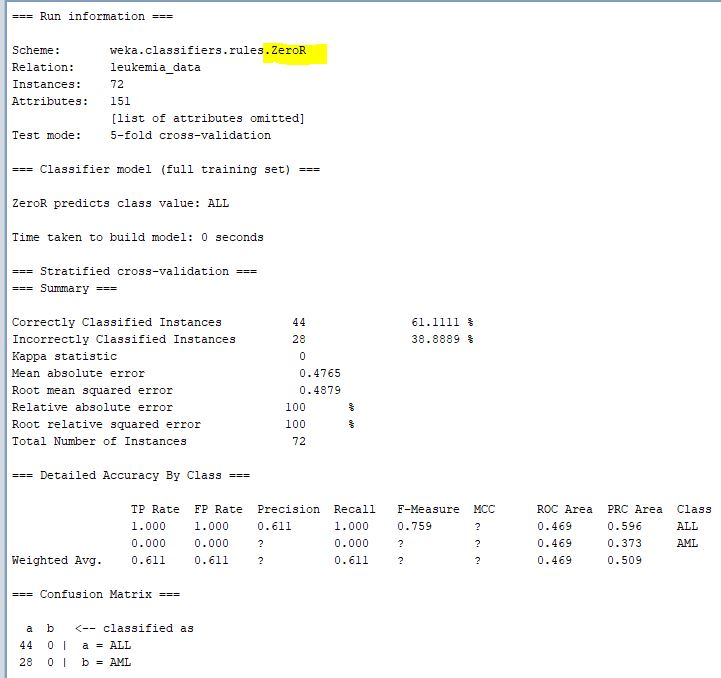 === Run information ===
Scheme: weka.classifiers.rules.ZeroR
Relation: leukemia_data
Instances: 72
Attributes: 151
[list of attributes omitted]
Test mode: 5-fold cross-validation
=== Classifier model (full training set) ===
ZeroR predicts class value: ALL
Time taken to build model: 0 seconds
=== Stratified cross-validation ===
=== Summary ===
Correctly Classified Instances 44 61.1111 %
Incorrectly Classified Instances 28 38.8889 %
Kappa statistic 0
Mean absolute error 0.4765
Root mean squared error 0.4879
Relative absolute error 100 %
Root relative squared error 100 %
Total Number of Instances 72
=== Detailed Accuracy By Class ===
TP Rate FP Rate Precision Recall F-Measure MCC ROC Area PRC Area Class
1.000 1.000 0.611 1.000 0.759 ? 0.469 0.596 ALL
0.000 0.000 ? 0.000 ? ? 0.469 0.373 AML
Weighted Avg. 0.611 0.611 ? 0.611 ? ? 0.469 0.509
=== Confusion Matrix ===
a b <-- classified as
44 0 | a = ALL
28 0 | b = AML